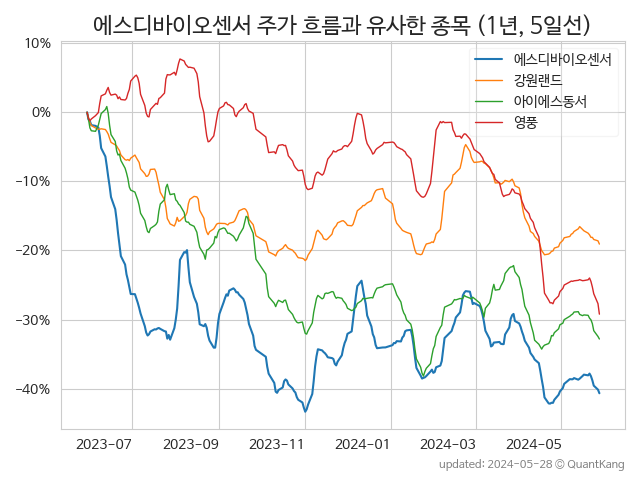 에스디바이오센서 주가 흐름과 유사한 종목 (1년, 5일선)
10%
0%
−10%
−20%
−30%
−40%
에스디바이오센서
강원랜드
아이에스동서
영풍
2023-07 2023-09 2023-11 2024-01 2024-03 2024-05
updated: 2024-05-28 © QuantKang